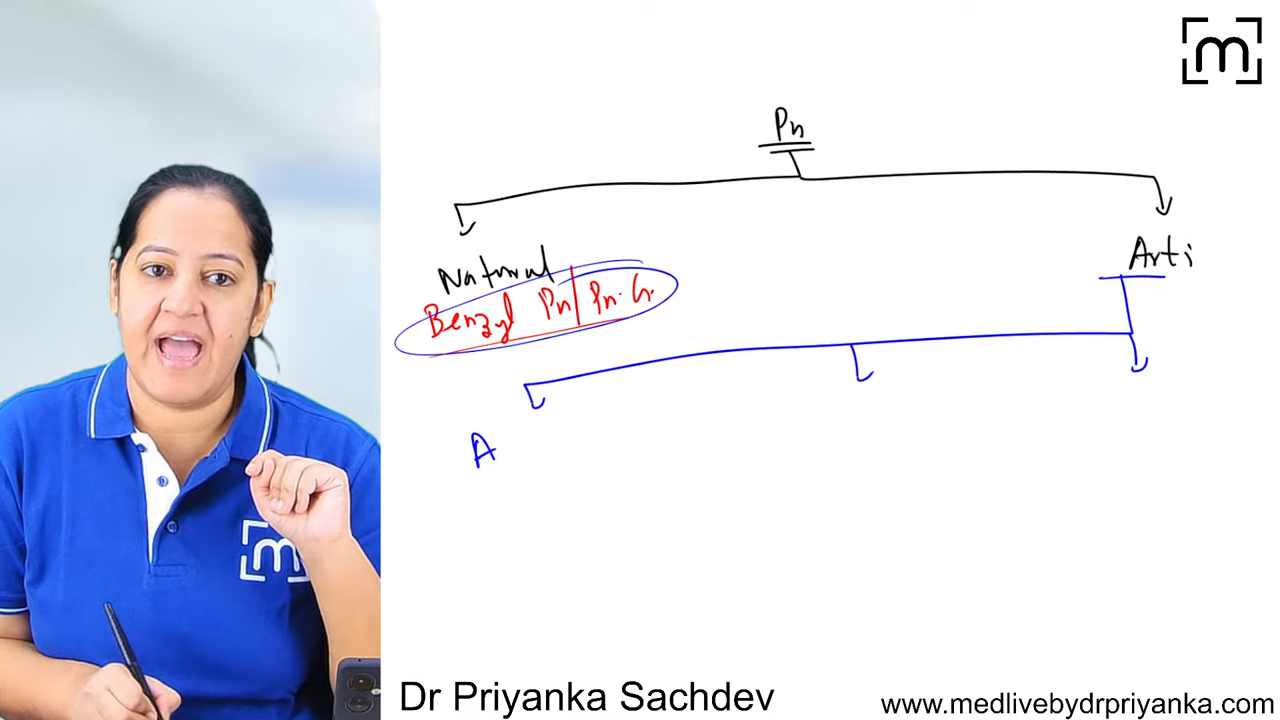 m
Pn
Natural
Arti
Benzyl Pn | Pn. G.
A
m
Dr Priyanka Sachdev
www.medlivebydrpriyanka.com